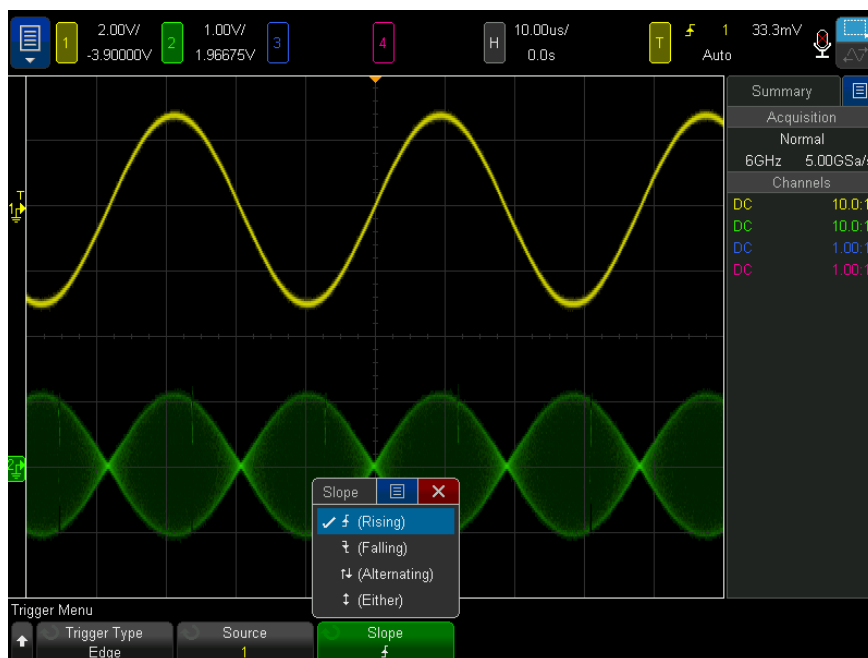 1 2.00V/ 2 1.00V/ 3 4 H 10.00us/ T 1 33.3mV
-3.90000V 1.96675V 0.0s Auto
Summary
Acquisition
Normal
6GHz 5.00GSa/s
Channels
DC 10.0:1
DC 10.0:1
DC 1.00:1
DC 1.00:1
T
1
2
Slope
(Rising)
(Falling)
(Alternating)
(Either)
Trigger Menu
Trigger Type Source Slope
Edge 1